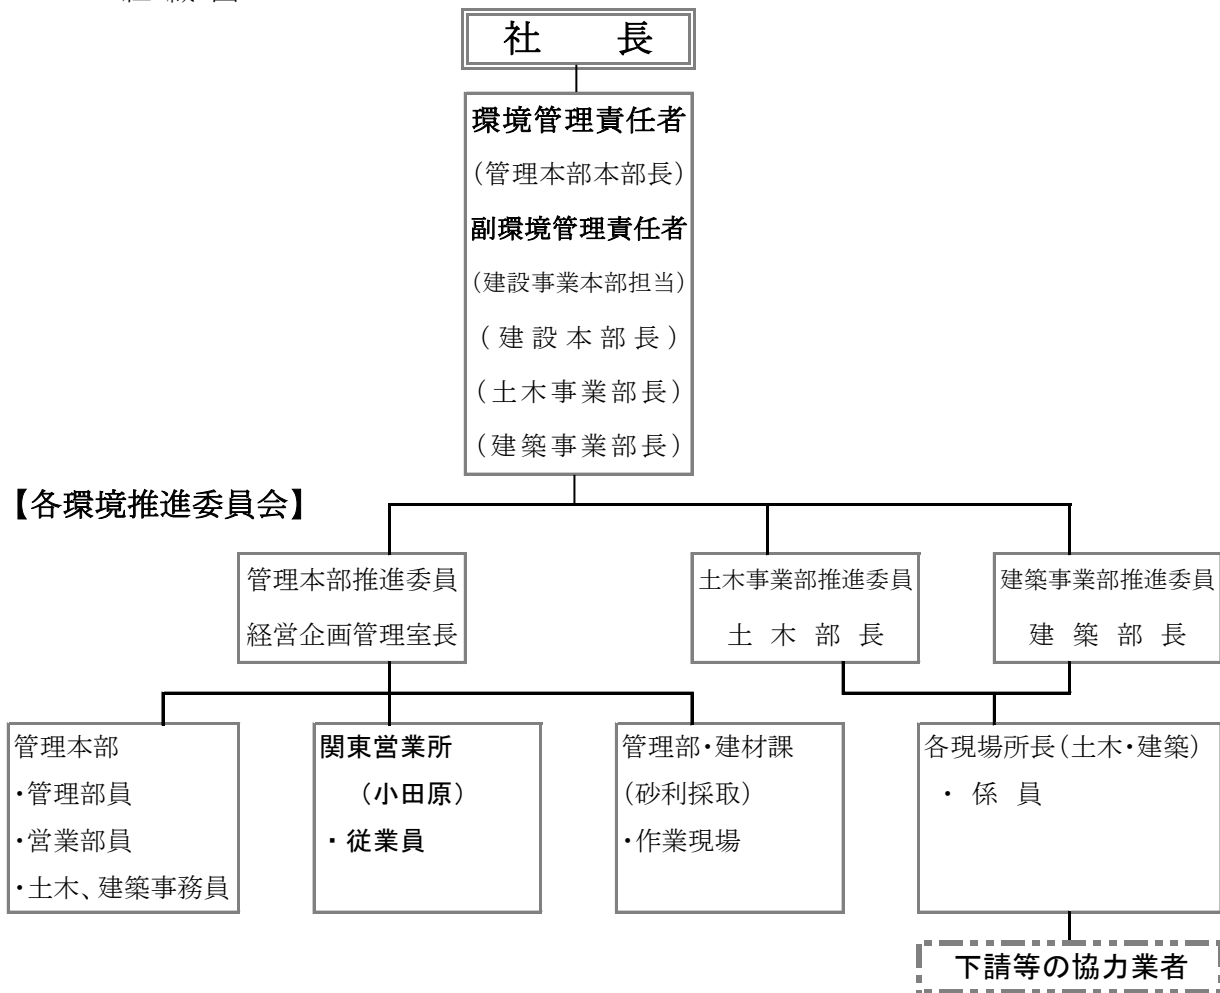 社　長
環境管理責任者
(管理本部本部長)
副環境管理責任者
(建設事業本部担当)
(建設本部長)
(土木事業部長)
(建築事業部長)
【各環境推進委員会】
管理本部推進委員
経営企画管理室長
土木事業部推進委員
土木部長
建築事業部推進委員
建築部長
管理本部
・管理部員
・営業部員
・土木、建築事務員
関東営業所
（小田原）
・従業員
管理部・建材課
(砂利採取)
・作業現場
各現場所長(土木・建築)
・係員
下請等の協力業者